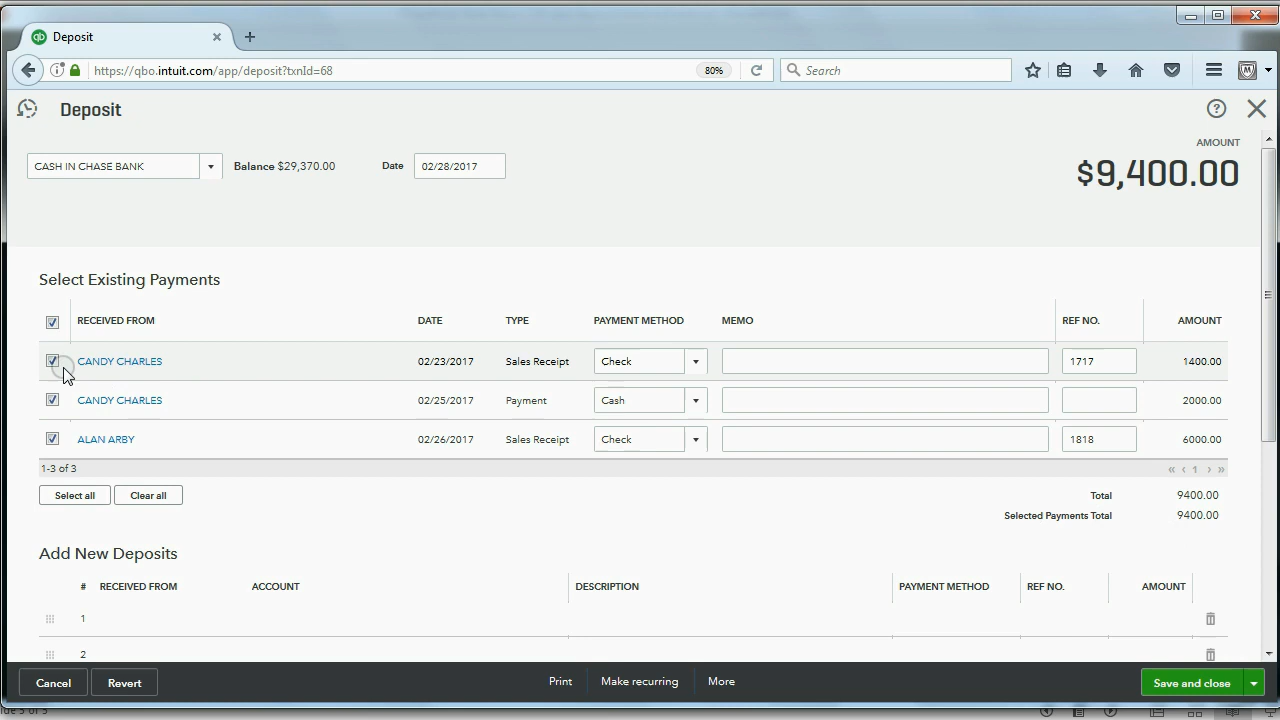 Deposit
https://qbo.intuit.com/app/deposit?txnId=68
80%
Search
Deposit
CASH IN CHASE BANK
Balance $29,370.00
Date
02/28/2017
AMOUNT
$9,400.00
Select Existing Payments
RECEIVED FROM DATE TYPE PAYMENT METHOD MEMO REF NO. AMOUNT
CANDY CHARLES 02/23/2017 Sales Receipt Check 1717 1400.00
CANDY CHARLES 02/25/2017 Payment Cash 2000.00
ALAN ARBY 02/26/2017 Sales Receipt Check 1818 6000.00
1-3 of 3 « ‹ 1 › »
Select all Clear all Total 9400.00
Selected Payments Total 9400.00
Add New Deposits
# RECEIVED FROM ACCOUNT DESCRIPTION PAYMENT METHOD REF NO. AMOUNT
1
2
Cancel Revert Print Make recurring More Save and close